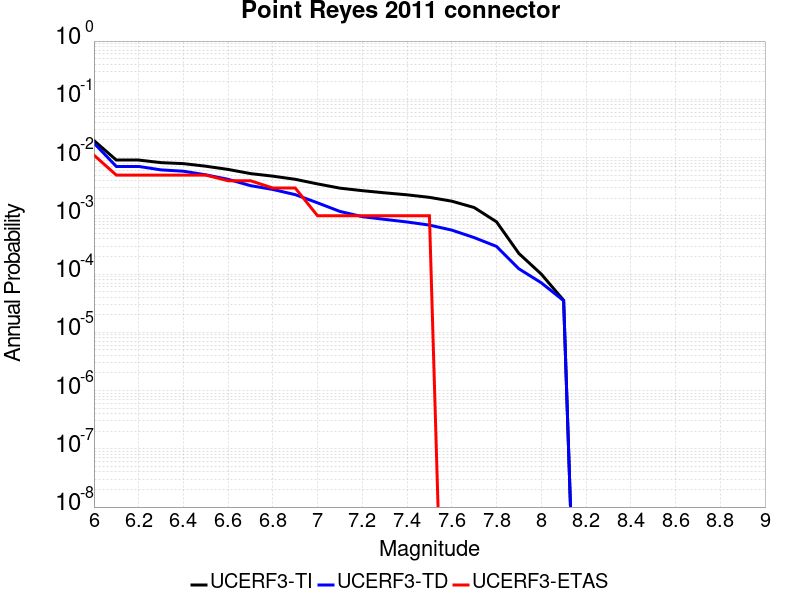 Point Reyes 2011 connector
10^0
10^-1
10^-2
10^-3
10^-4
10^-5
10^-6
10^-7
10^-8
Annual Probability
6 6.2 6.4 6.6 6.8 7 7.2 7.4 7.6 7.8 8 8.2 8.4 8.6 8.8 9
Magnitude
UCERF3-TI UCERF3-TD UCERF3-ETAS